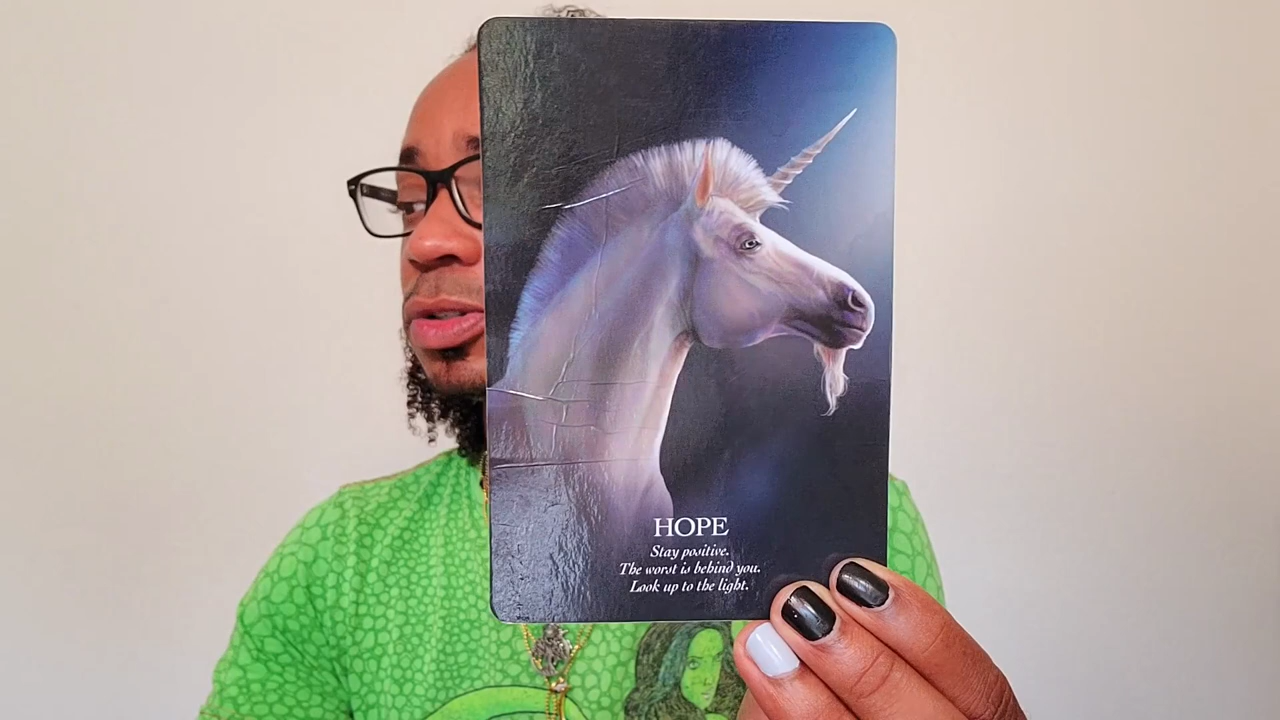 HOPE
Stay positive.
The worst is behind you.
Look up to the light.